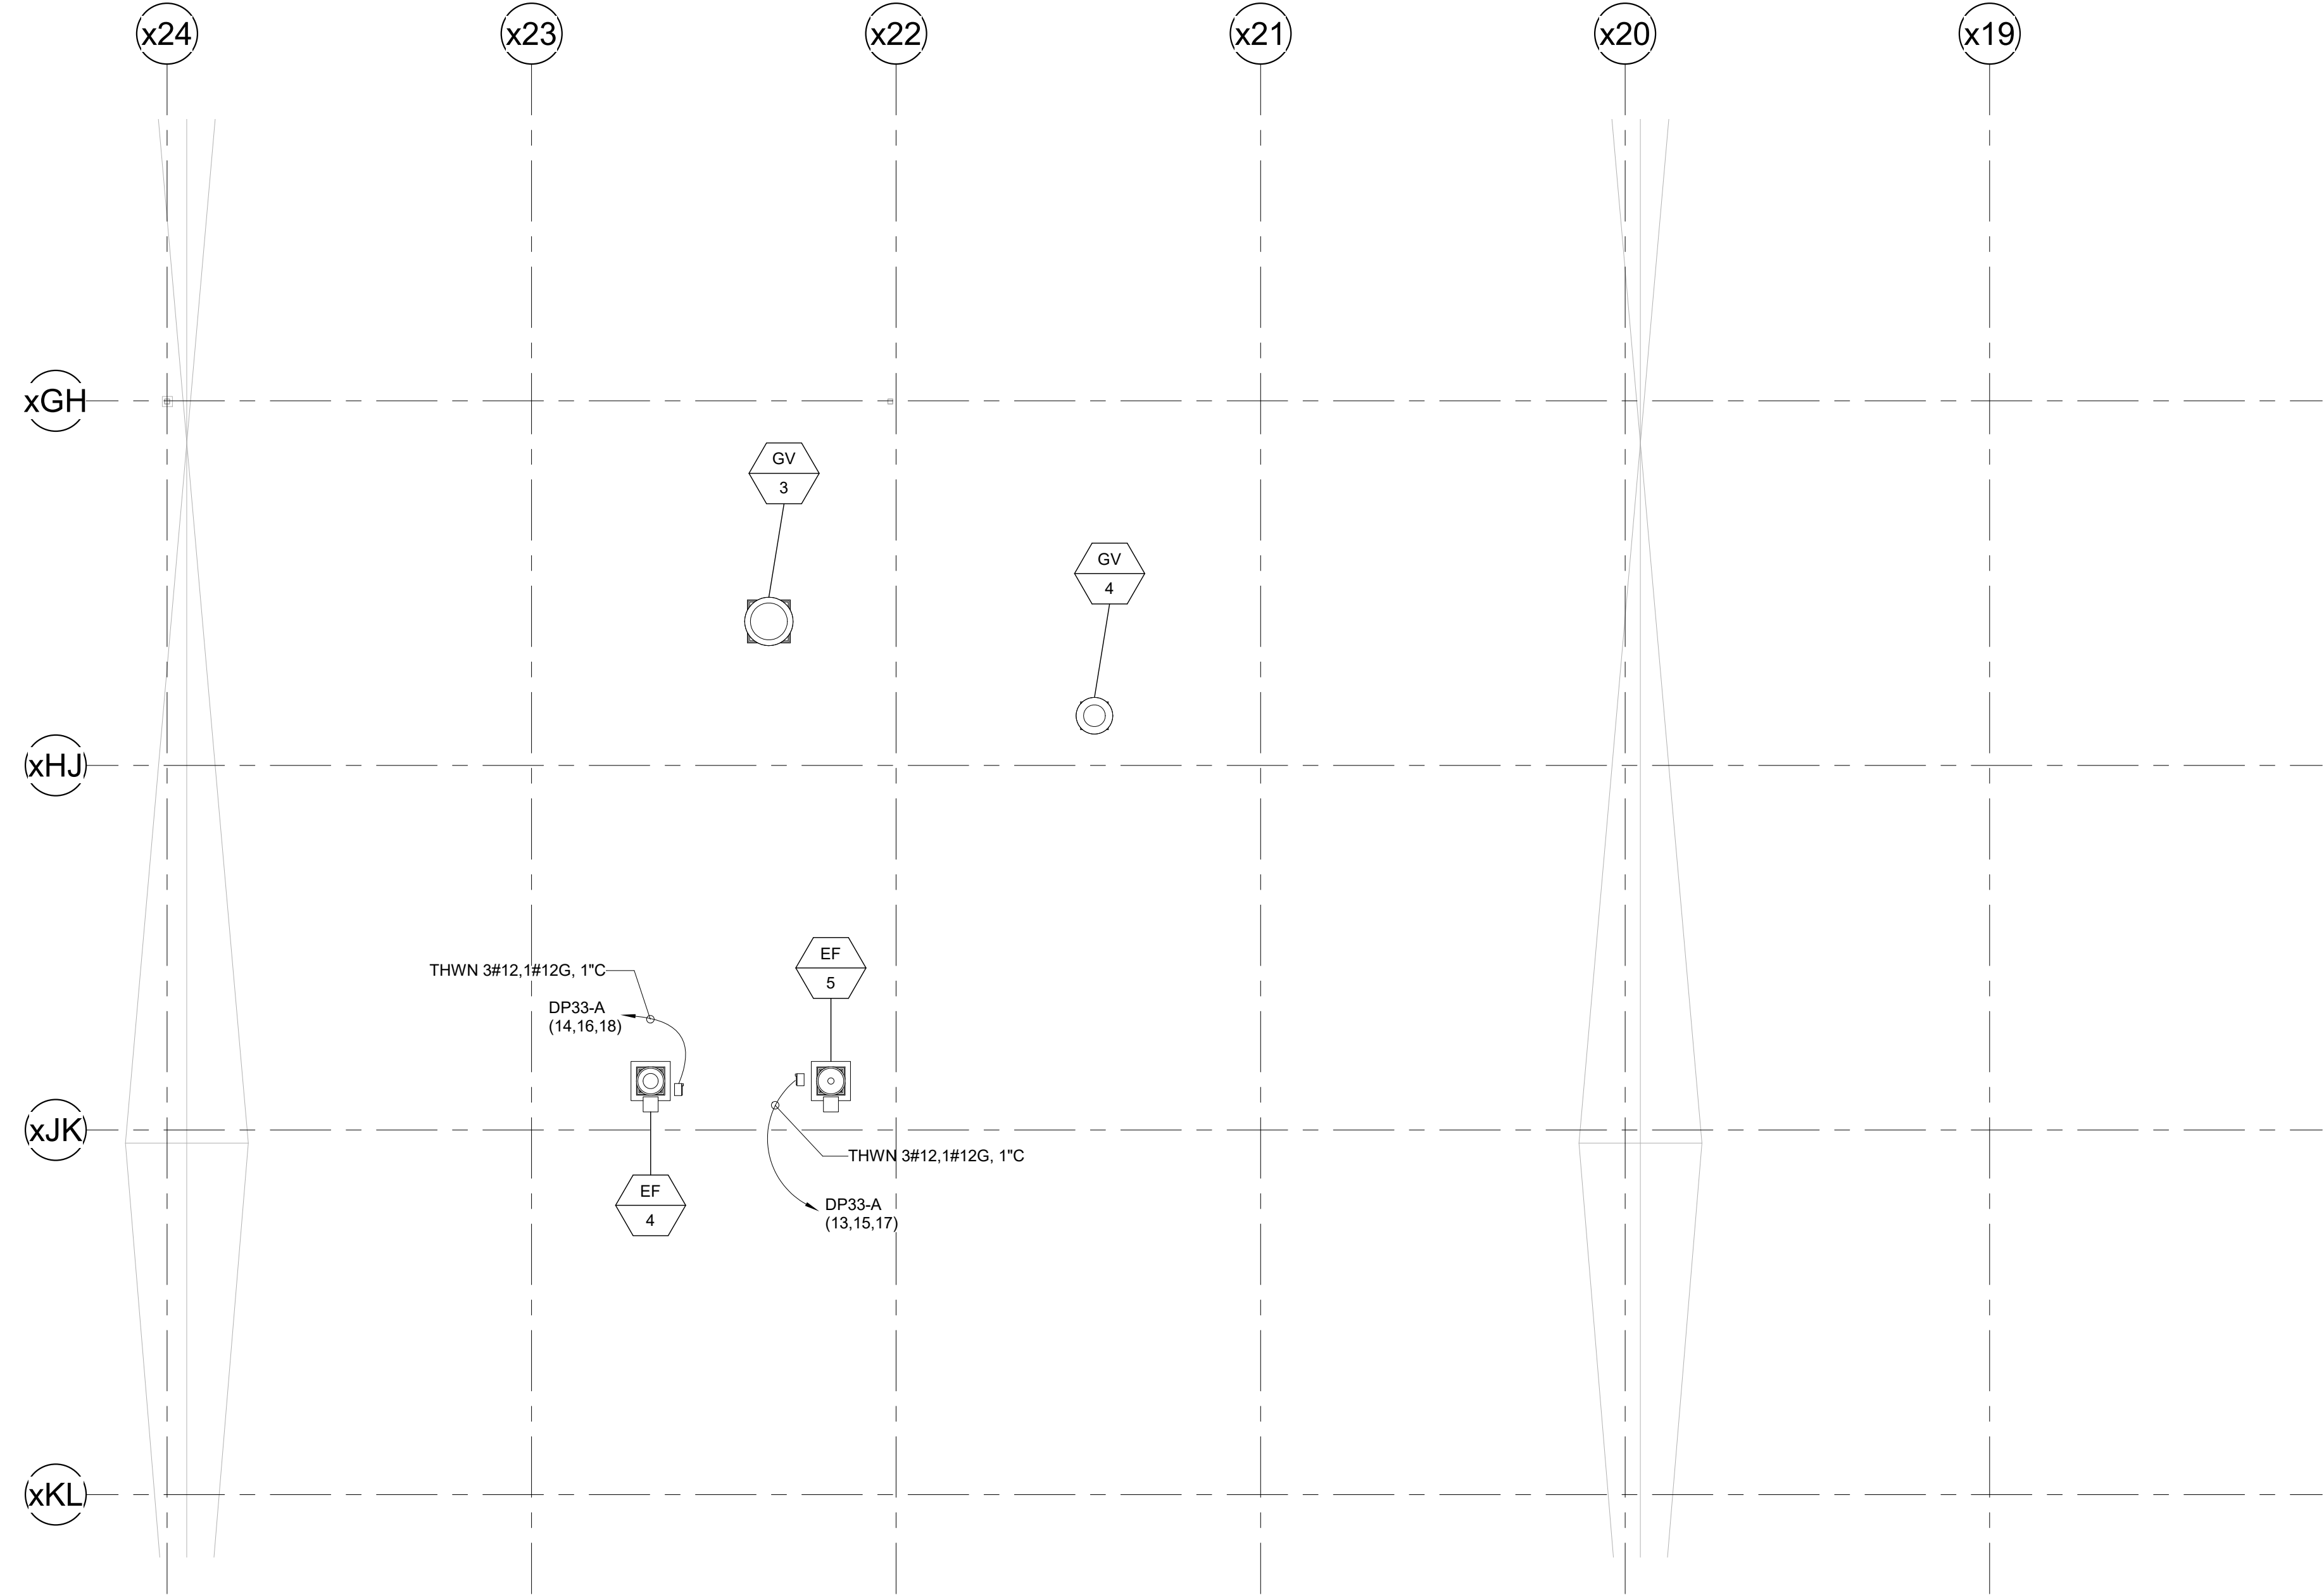 x24
x23
x22
x21
x20
x19
xGH
GV
3
GV
4
xHJ
EF
5
THWN 3#12,1#12G, 1"C
DP33-A
(14,16,18)
xJK
THWN 3#12,1#12G, 1"C
EF
4
DP33-A
(13,15,17)
xKL